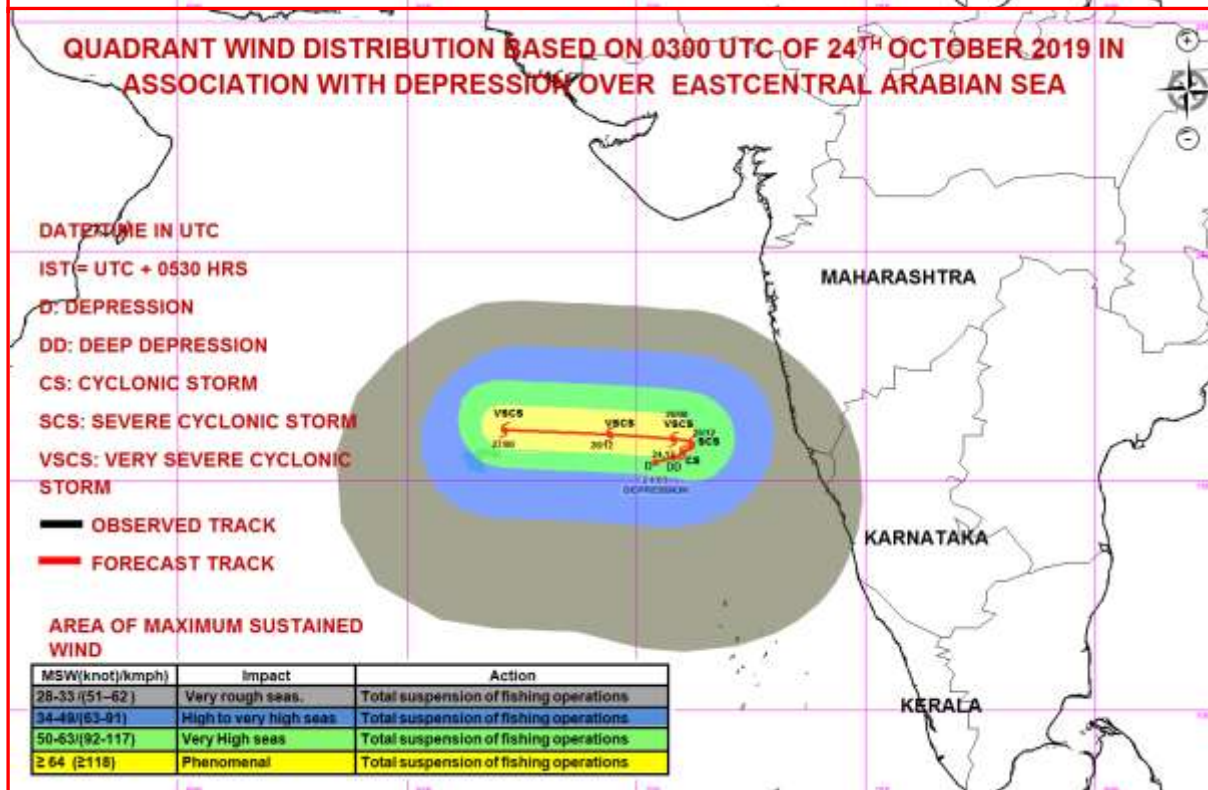 QUADRANT WIND DISTRIBUTION BASED ON 0300 UTC OF 24TH OCTOBER 2019 IN
ASSOCIATION WITH DEPRESSION OVER EASTCENTRAL ARABIAN SEA
DATE/TIME IN UTC
IST= UTC + 0530 HRS
D: DEPRESSION
DD: DEEP DEPRESSION
CS: CYCLONIC STORM
SCS: SEVERE CYCLONIC STORM
VSCS: VERY SEVERE CYCLONIC
STORM
OBSERVED TRACK
FORECAST TRACK
MAHARASHTRA
KARNATAKA
KERALA
VSCS
VSCS
VSCS
SCS
CS
D
DD
DEPRESSION
AREA OF MAXIMUM SUSTAINED
WIND
MSW(knot)/kmph) Impact Action
28-33 /(51–62 ) Very rough seas. Total suspension of fishing operations
34-49/(63-91) High to very high seas Total suspension of fishing operations
50-63/(92-117) Very High seas Total suspension of fishing operations
≥ 64 (≥118) Phenomenal Total suspension of fishing operations